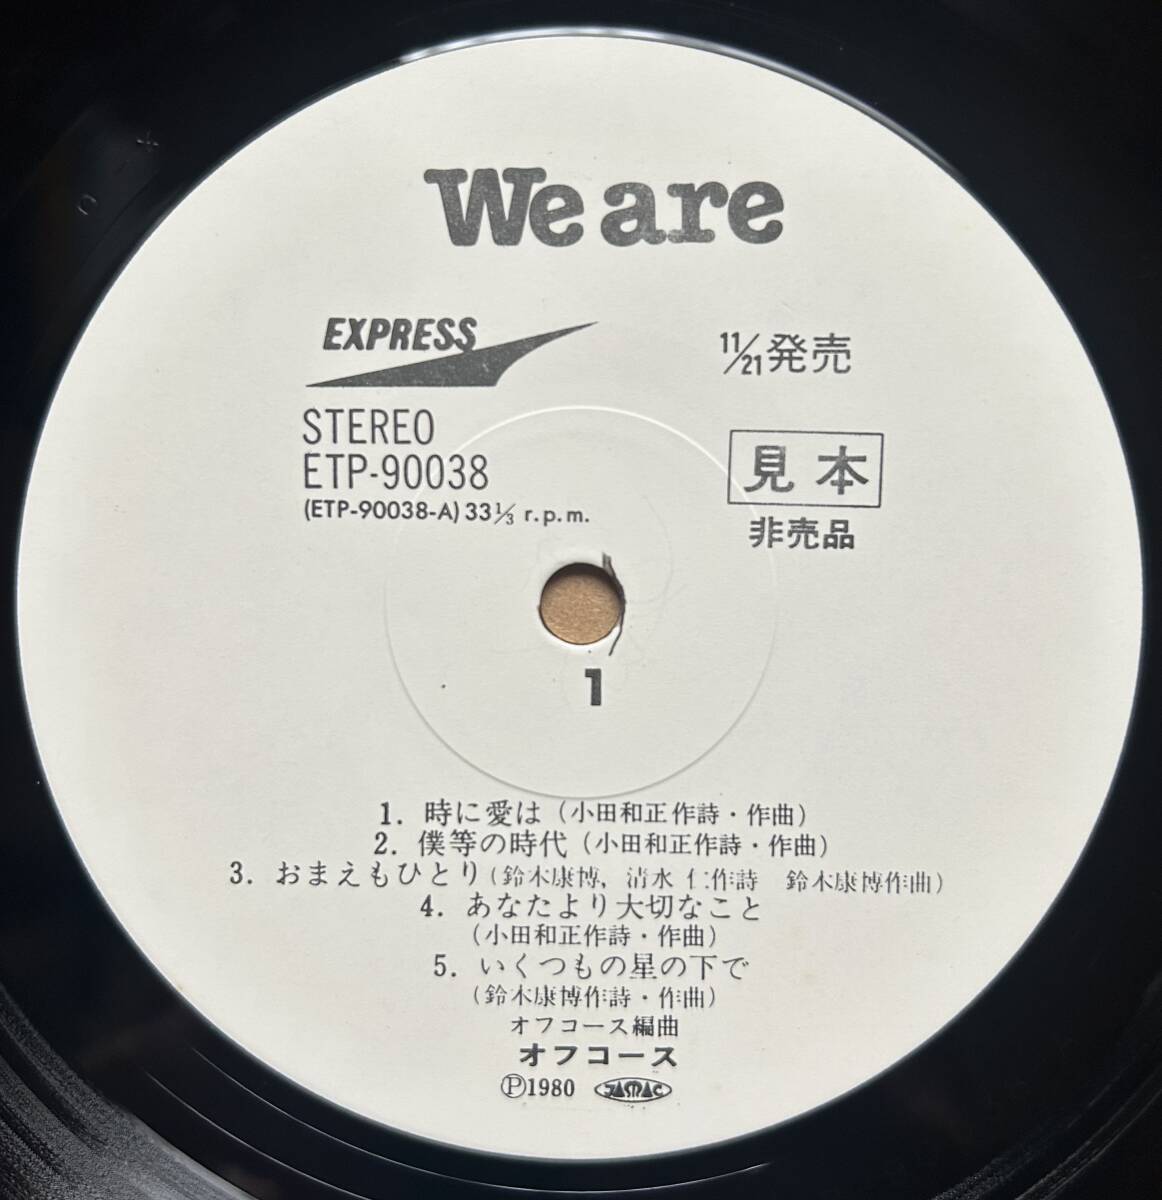 We are
EXPRESS
11/21発売
STEREO
ETP-90038
(ETP-90038-A) 33⅓ r.p.m.
見本
非売品
1
1. 時に愛は (小田和正作詩・作曲)
2. 僕等の時代 (小田和正作詩・作曲)
3. おまえもひとり (鈴木康博, 清水 仁作詩 鈴木康博作曲)
4. あなたより大切なこと
(小田和正作詩・作曲)
5. いくつもの星の下で
(鈴木康博作詩・作曲)
オフコース編曲
オフコース
Ⓟ1980 JASRAC